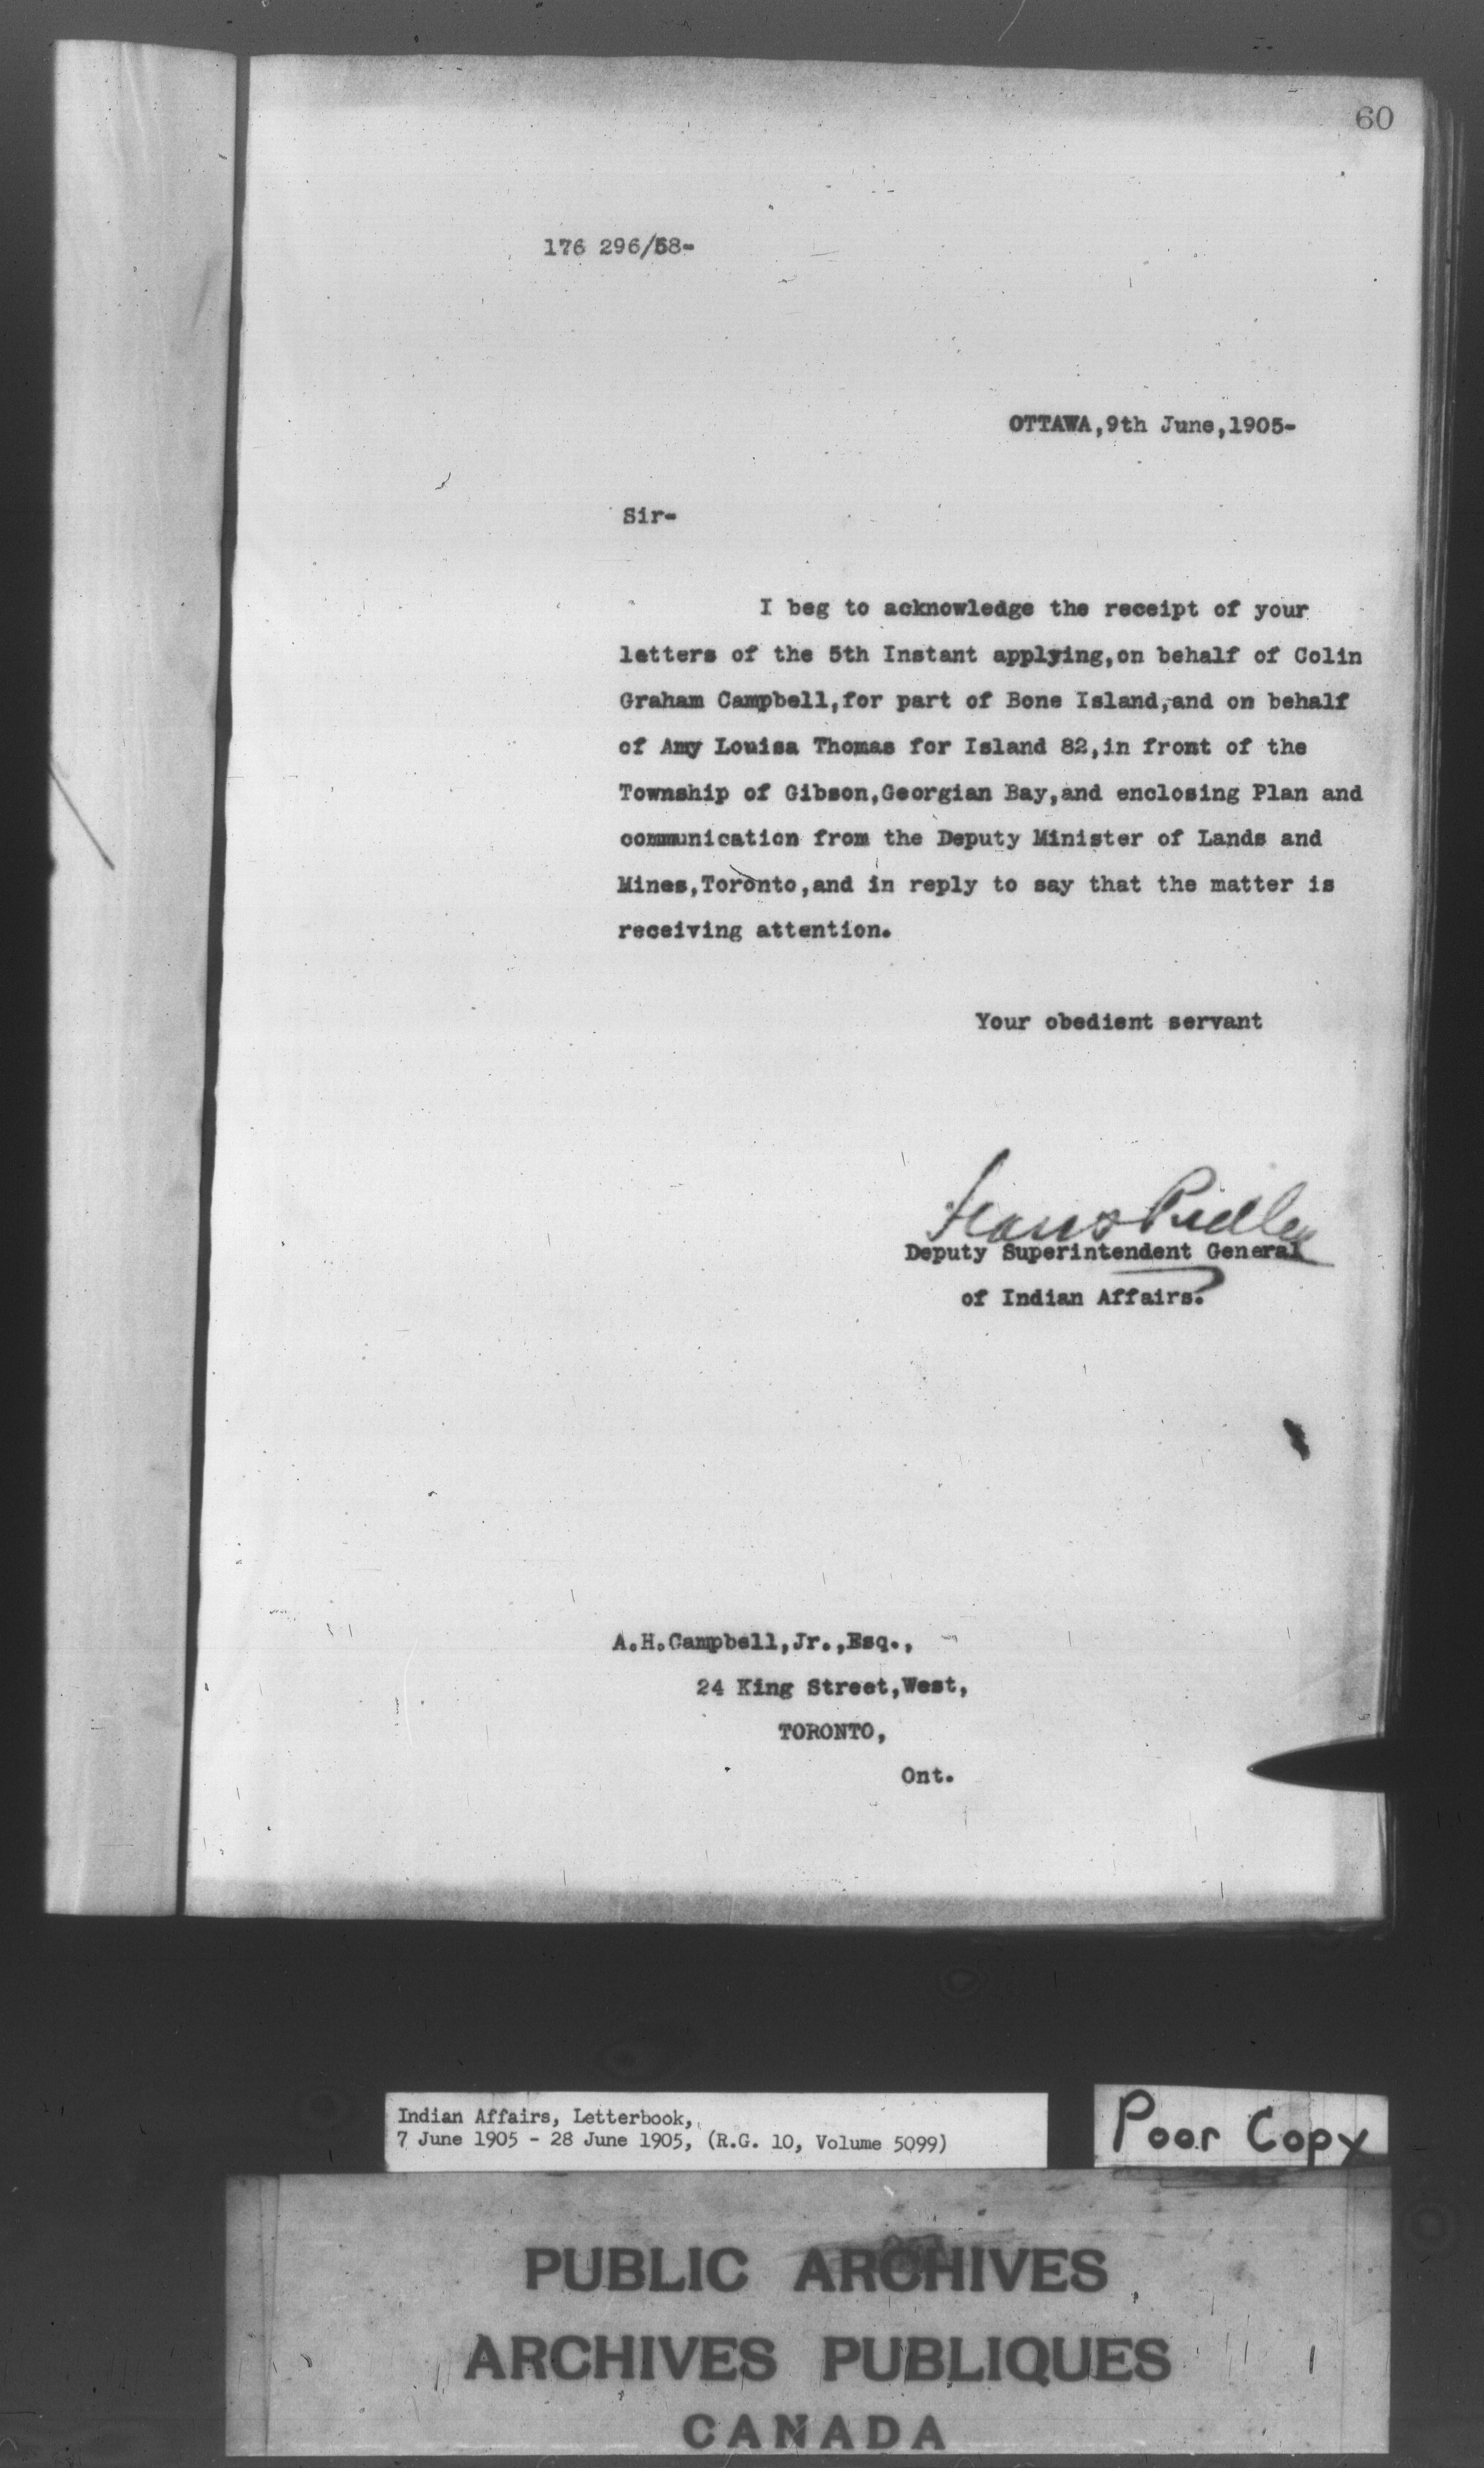 60
176 296/58-
OTTAWA,9th June,1905-
Sir-
I beg to acknowledge the receipt of your
letters of the 5th Instant applying,on behalf of Colin
Graham Campbell,for part of Bone Island,and on behalf
of Amy Louisa Thomas for Island 82,in front of the
Township of Gibson,Georgian Bay,and enclosing Plan and
communication from the Deputy Minister of Lands and
Mines,Toronto,and in reply to say that the matter is
receiving attention.
Your obedient servant
Frank Pedley
Deputy Superintendent General
of Indian Affairs.
A.H.Campbell,Jr.,Esq.,
24 King Street,West,
TORONTO,
Ont.
Indian Affairs, Letterbook,
7 June 1905 - 28 June 1905, (R.G. 10, Volume 5099)
Poor Copy
PUBLIC ARCHIVES
ARCHIVES PUBLIQUES
CANADA